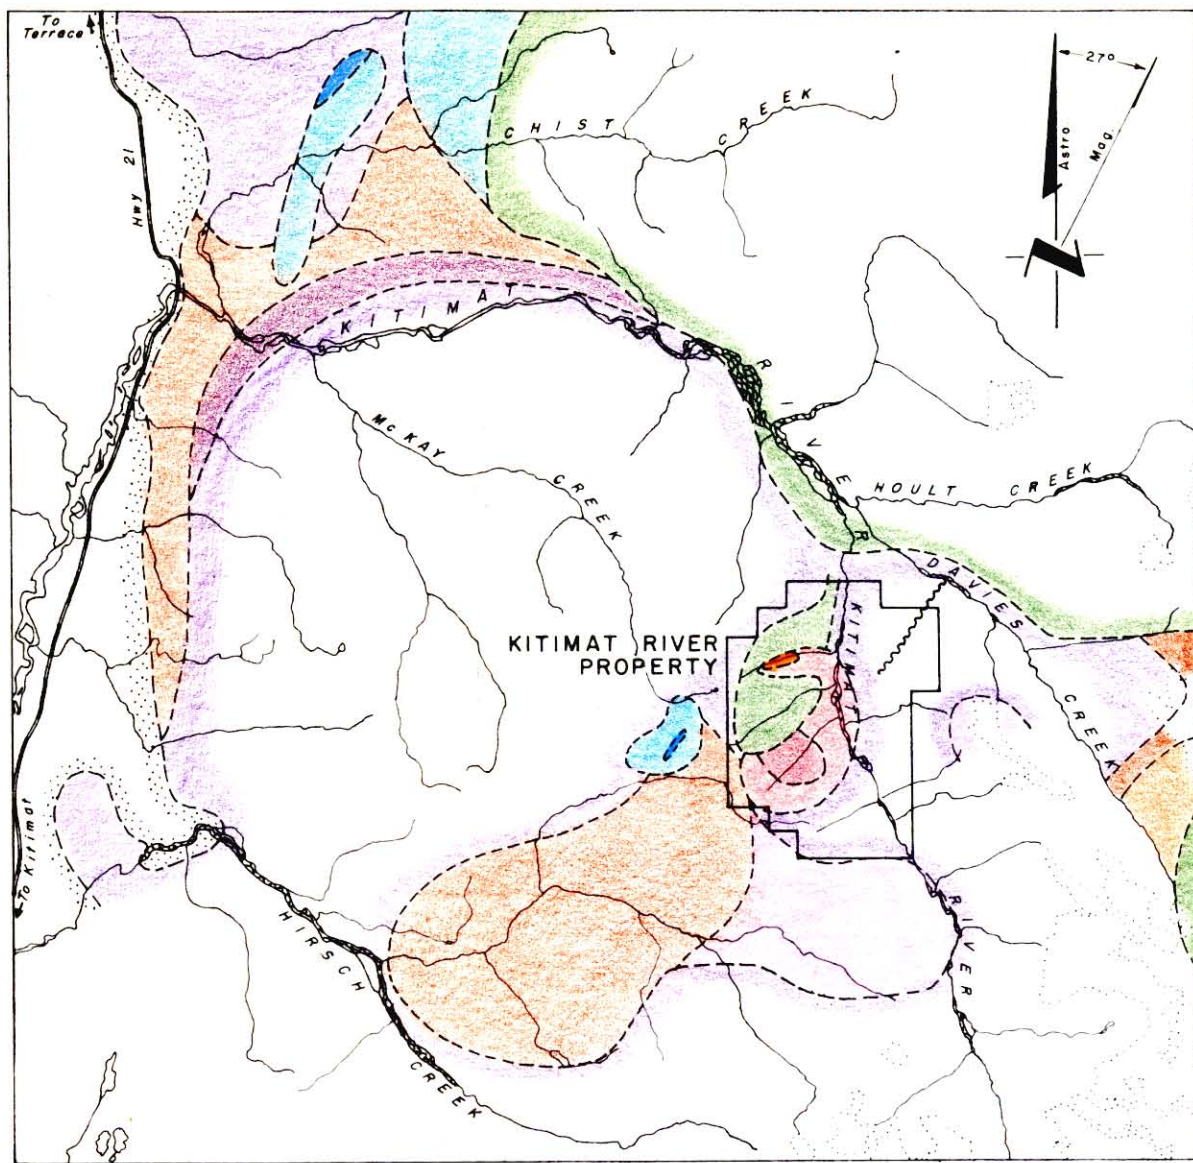 To
Terrace
Hwy 21
CHIST CREEK
27°
Astro
Mag.
KITIMAT RIVER
McKAY CREEK
HOULT CREEK
DAVIES CREEK
KITIMAT RIVER
PROPERTY
KITIMAT RIVER
To Kitimat
HIRSCH CREEK